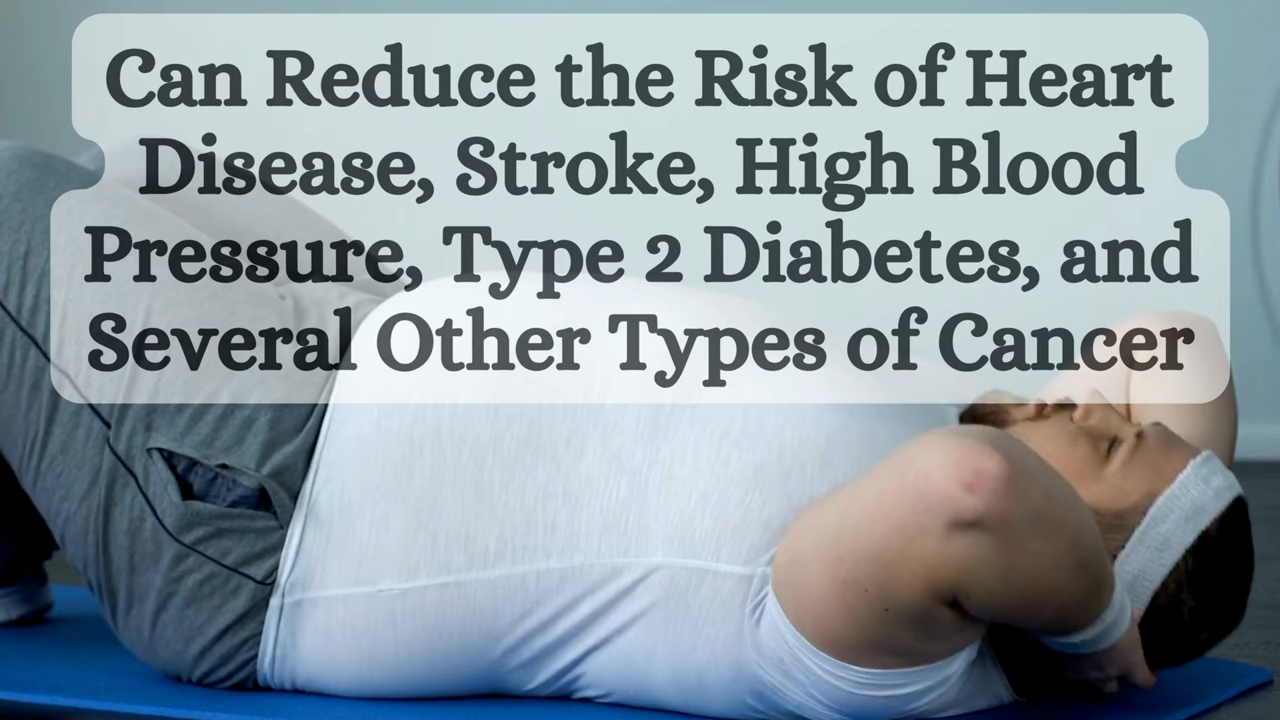 Can Reduce the Risk of Heart
Disease, Stroke, High Blood
Pressure, Type 2 Diabetes, and
Several Other Types of Cancer